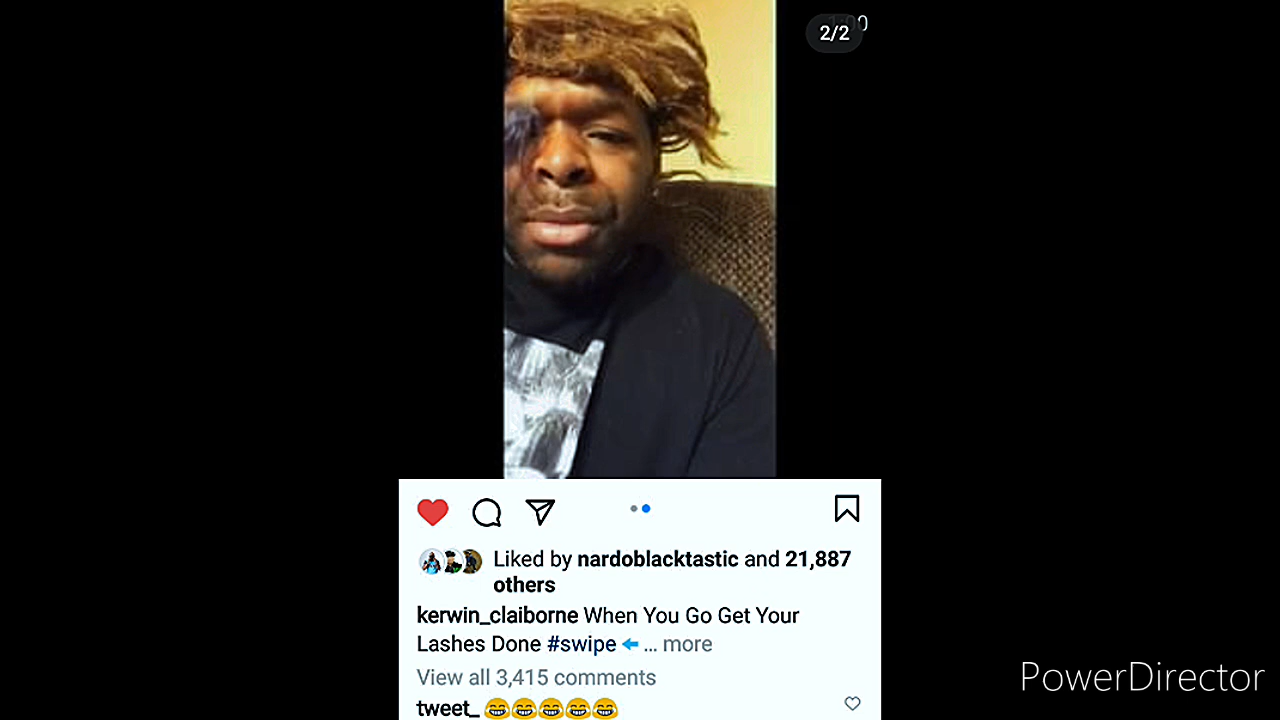 2/2
Liked by nardoblacktastic and 21,887
others
kerwin_claiborne When You Go Get Your
Lashes Done #swipe ... more
View all 3,415 comments
tweet_ 😂😂😂😂😂
PowerDirector